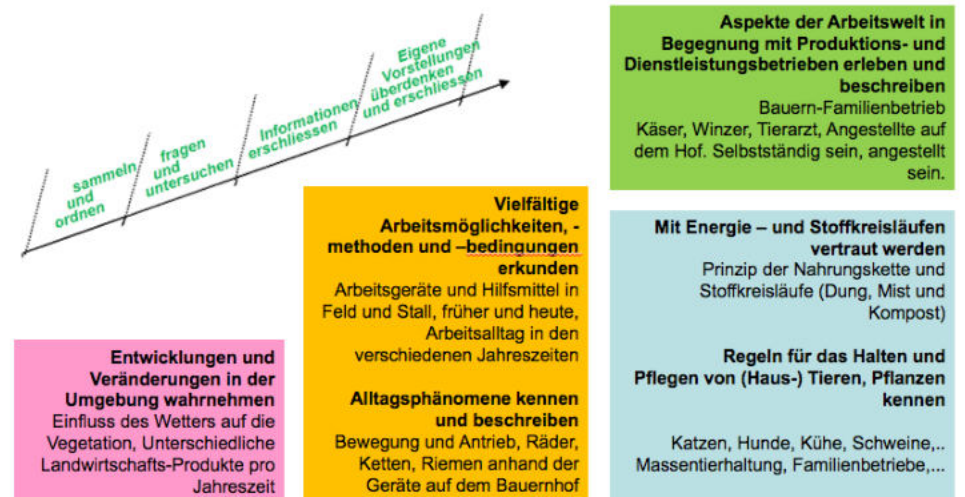 sammeln
und
ordnen
fragen
und
untersuchen
Informationen
erschliessen
Eigene
Vorstellungen
überdenken
und erschliessen
Aspekte der Arbeitswelt in
Begegnung mit Produktions- und
Dienstleistungsbetrieben erleben und
beschreiben
Bauern-Familienbetrieb
Käser, Winzer, Tierarzt, Angestellte auf
dem Hof. Selbstständig sein, angestellt
sein.
Vielfältige
Arbeitsmöglichkeiten, -
methoden und –bedingungen
erkunden
Arbeitsgeräte und Hilfsmittel in
Feld und Stall, früher und heute,
Arbeitsalltag in den
verschiedenen Jahreszeiten
Alltagsphänomene kennen
und beschreiben
Bewegung und Antrieb, Räder,
Ketten, Riemen anhand der
Geräte auf dem Bauernhof
Mit Energie – und Stoffkreisläufen
vertraut werden
Prinzip der Nahrungskette und
Stoffkreisläufe (Dung, Mist und
Kompost)
Regeln für das Halten und
Pflegen von (Haus-) Tieren, Pflanzen
kennen
Katzen, Hunde, Kühe, Schweine,..
Massentierhaltung, Familienbetriebe,...
Entwicklungen und
Veränderungen in der
Umgebung wahrnehmen
Einfluss des Wetters auf die
Vegetation, Unterschiedliche
Landwirtschafts-Produkte pro
Jahreszeit